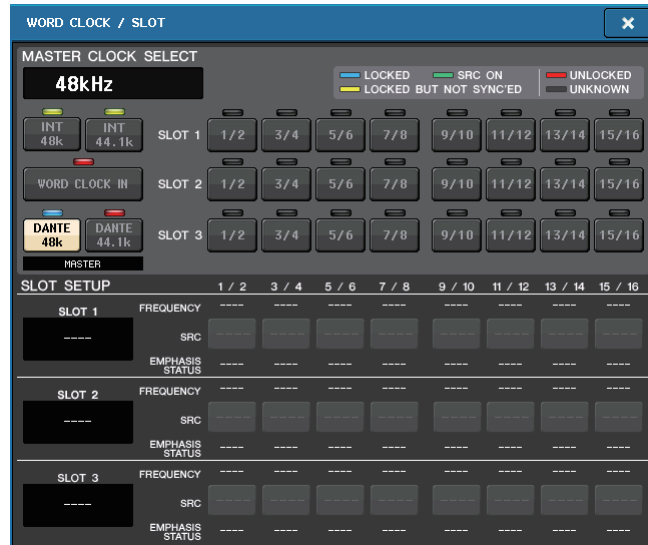 WORD CLOCK / SLOT
MASTER CLOCK SELECT
48kHz
LOCKED SRC ON UNLOCKED
LOCKED BUT NOT SYNC'ED UNKNOWN
INT 48k INT 44.1k SLOT 1 1/2 3/4 5/6 7/8 9/10 11/12 13/14 15/16
WORD CLOCK IN SLOT 2 1/2 3/4 5/6 7/8 9/10 11/12 13/14 15/16
DANTE 48k DANTE 44.1k SLOT 3 1/2 3/4 5/6 7/8 9/10 11/12 13/14 15/16
MASTER
SLOT SETUP 1 / 2 3 / 4 5 / 6 7 / 8 9 / 10 11 / 12 13 / 14 15 / 16
SLOT 1 FREQUENCY ---- ---- ---- ---- ---- ---- ---- ----
---- SRC ---- ---- ---- ---- ---- ---- ---- ----
EMPHASIS STATUS ---- ---- ---- ---- ---- ---- ---- ----
SLOT 2 FREQUENCY ---- ---- ---- ---- ---- ---- ---- ----
---- SRC ---- ---- ---- ---- ---- ---- ---- ----
EMPHASIS STATUS ---- ---- ---- ---- ---- ---- ---- ----
SLOT 3 FREQUENCY ---- ---- ---- ---- ---- ---- ---- ----
---- SRC ---- ---- ---- ---- ---- ---- ---- ----
EMPHASIS STATUS ---- ---- ---- ---- ---- ---- ---- ----